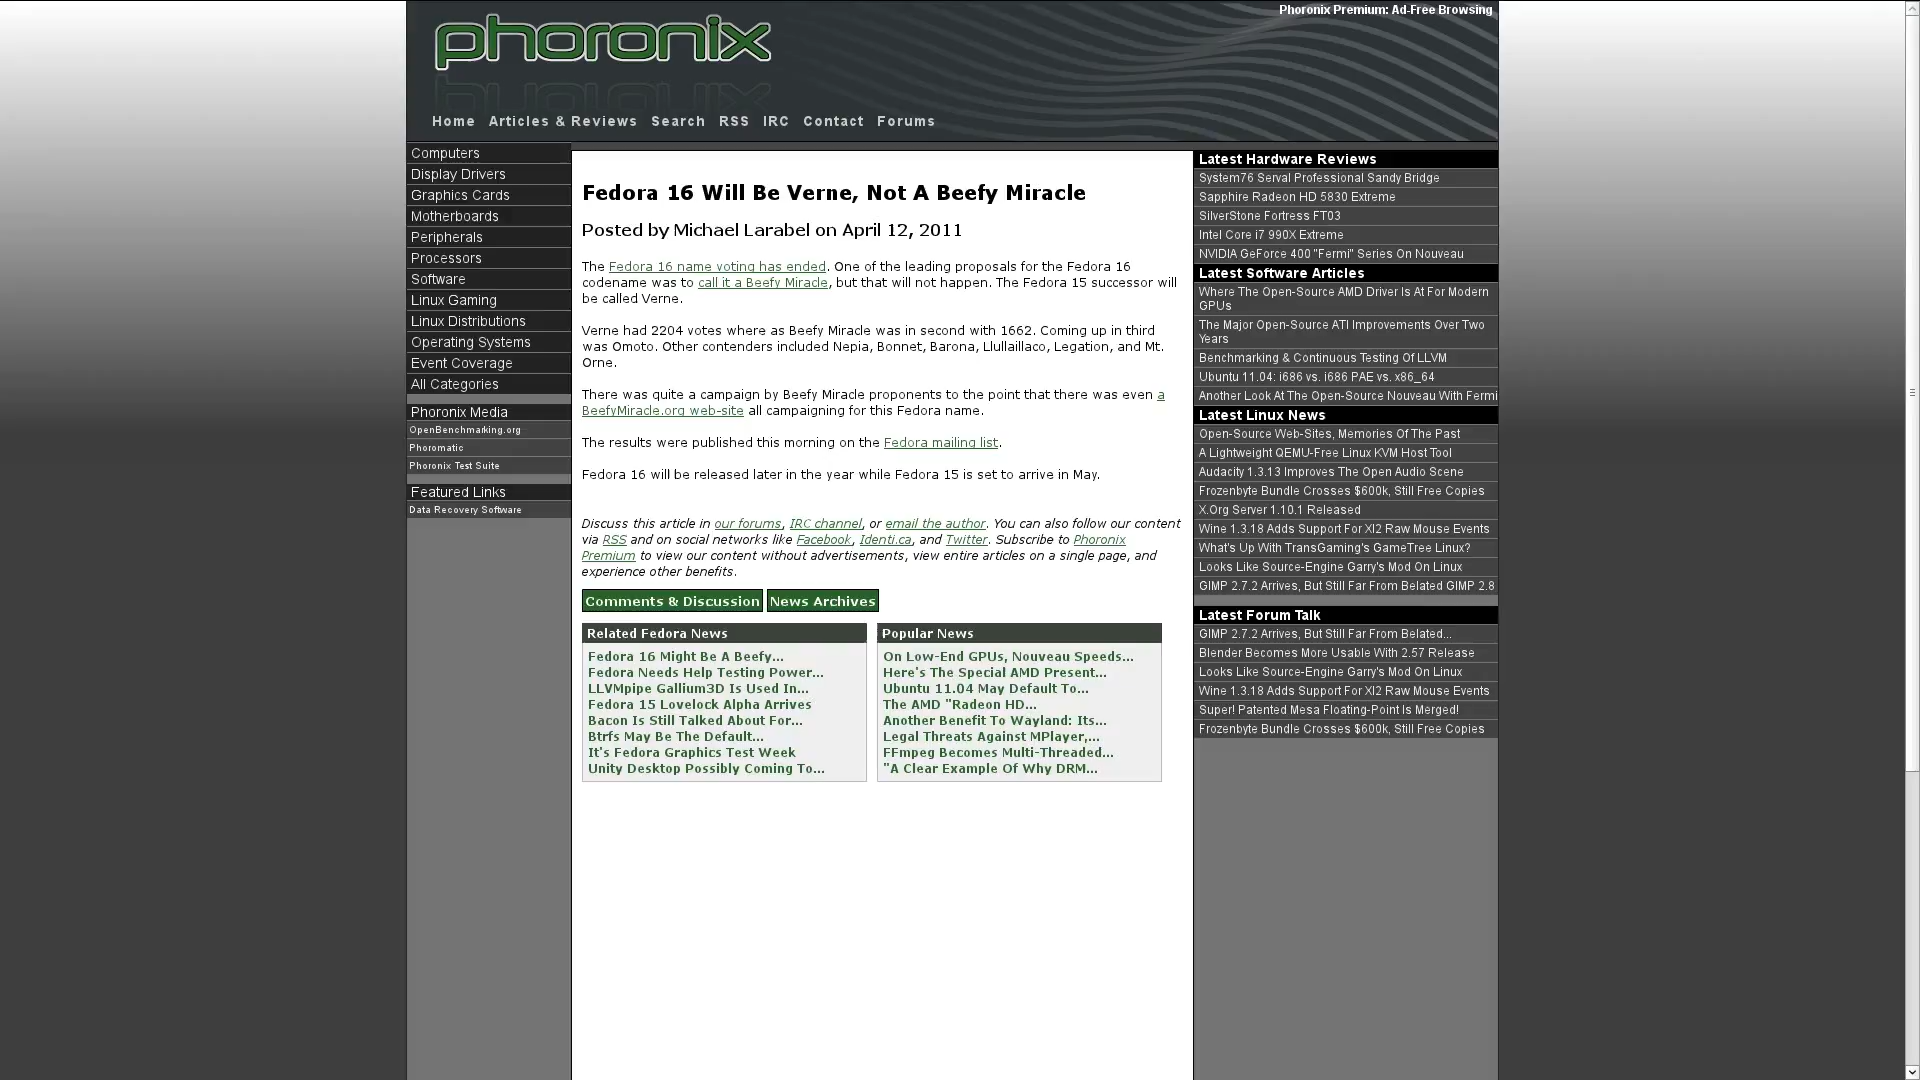 Phoronix Premium: Ad-Free Browsing
phoronix
Home Articles & Reviews Search RSS IRC Contact Forums
Computers
Display Drivers
Graphics Cards
Motherboards
Peripherals
Processors
Software
Linux Gaming
Linux Distributions
Operating Systems
Event Coverage
All Categories
Phoronix Media
OpenBenchmarking.org
Phoromatic
Phoronix Test Suite
Featured Links
Data Recovery Software
Fedora 16 Will Be Verne, Not A Beefy Miracle
Posted by Michael Larabel on April 12, 2011
The Fedora 16 name voting has ended. One of the leading proposals for the Fedora 16
codename was to call it a Beefy Miracle, but that will not happen. The Fedora 15 successor will
be called Verne.
Verne had 2204 votes where as Beefy Miracle was in second with 1662. Coming up in third
was Omoto. Other contenders included Nepia, Bonnet, Barona, Llullaillaco, Legation, and Mt.
Orne.
There was quite a campaign by Beefy Miracle proponents to the point that there was even a
BeefyMiracle.org web-site all campaigning for this Fedora name.
The results were published this morning on the Fedora mailing list.
Fedora 16 will be released later in the year while Fedora 15 is set to arrive in May.
Discuss this article in our forums, IRC channel, or email the author. You can also follow our content
via RSS and on social networks like Facebook, Identi.ca, and Twitter. Subscribe to Phoronix
Premium to view our content without advertisements, view entire articles on a single page, and
experience other benefits.
Comments & Discussion News Archives
Related Fedora News
Fedora 16 Might Be A Beefy...
Fedora Needs Help Testing Power...
LLVMpipe Gallium3D Is Used In...
Fedora 15 Lovelock Alpha Arrives
Bacon Is Still Talked About For...
Btrfs May Be The Default...
It's Fedora Graphics Test Week
Unity Desktop Possibly Coming To...
Popular News
On Low-End GPUs, Nouveau Speeds...
Here's The Special AMD Present...
Ubuntu 11.04 May Default To...
The AMD "Radeon HD...
Another Benefit To Wayland: Its...
Legal Threats Against MPlayer,...
FFmpeg Becomes Multi-Threaded...
"A Clear Example Of Why DRM...
Latest Hardware Reviews
System76 Serval Professional Sandy Bridge
Sapphire Radeon HD 5830 Extreme
SilverStone Fortress FT03
Intel Core i7 990X Extreme
NVIDIA GeForce 400 "Fermi" Series On Nouveau
Latest Software Articles
Where The Open-Source AMD Driver Is At For Modern
GPUs
The Major Open-Source ATI Improvements Over Two
Years
Benchmarking & Continuous Testing Of LLVM
Ubuntu 11.04: i686 vs. i686 PAE vs. x86_64
Another Look At The Open-Source Nouveau With Fermi
Latest Linux News
Open-Source Web-Sites, Memories Of The Past
A Lightweight QEMU-Free Linux KVM Host Tool
Audacity 1.3.13 Improves The Open Audio Scene
Frozenbyte Bundle Crosses $600k, Still Free Copies
X.Org Server 1.10.1 Released
Wine 1.3.18 Adds Support For XI2 Raw Mouse Events
What's Up With TransGaming's GameTree Linux?
Looks Like Source-Engine Garry's Mod On Linux
GIMP 2.7.2 Arrives, But Still Far From Belated GIMP 2.8
Latest Forum Talk
GIMP 2.7.2 Arrives, But Still Far From Belated...
Blender Becomes More Usable With 2.57 Release
Looks Like Source-Engine Garry's Mod On Linux
Wine 1.3.18 Adds Support For XI2 Raw Mouse Events
Super! Patented Mesa Floating-Point Is Merged!
Frozenbyte Bundle Crosses $600k, Still Free Copies